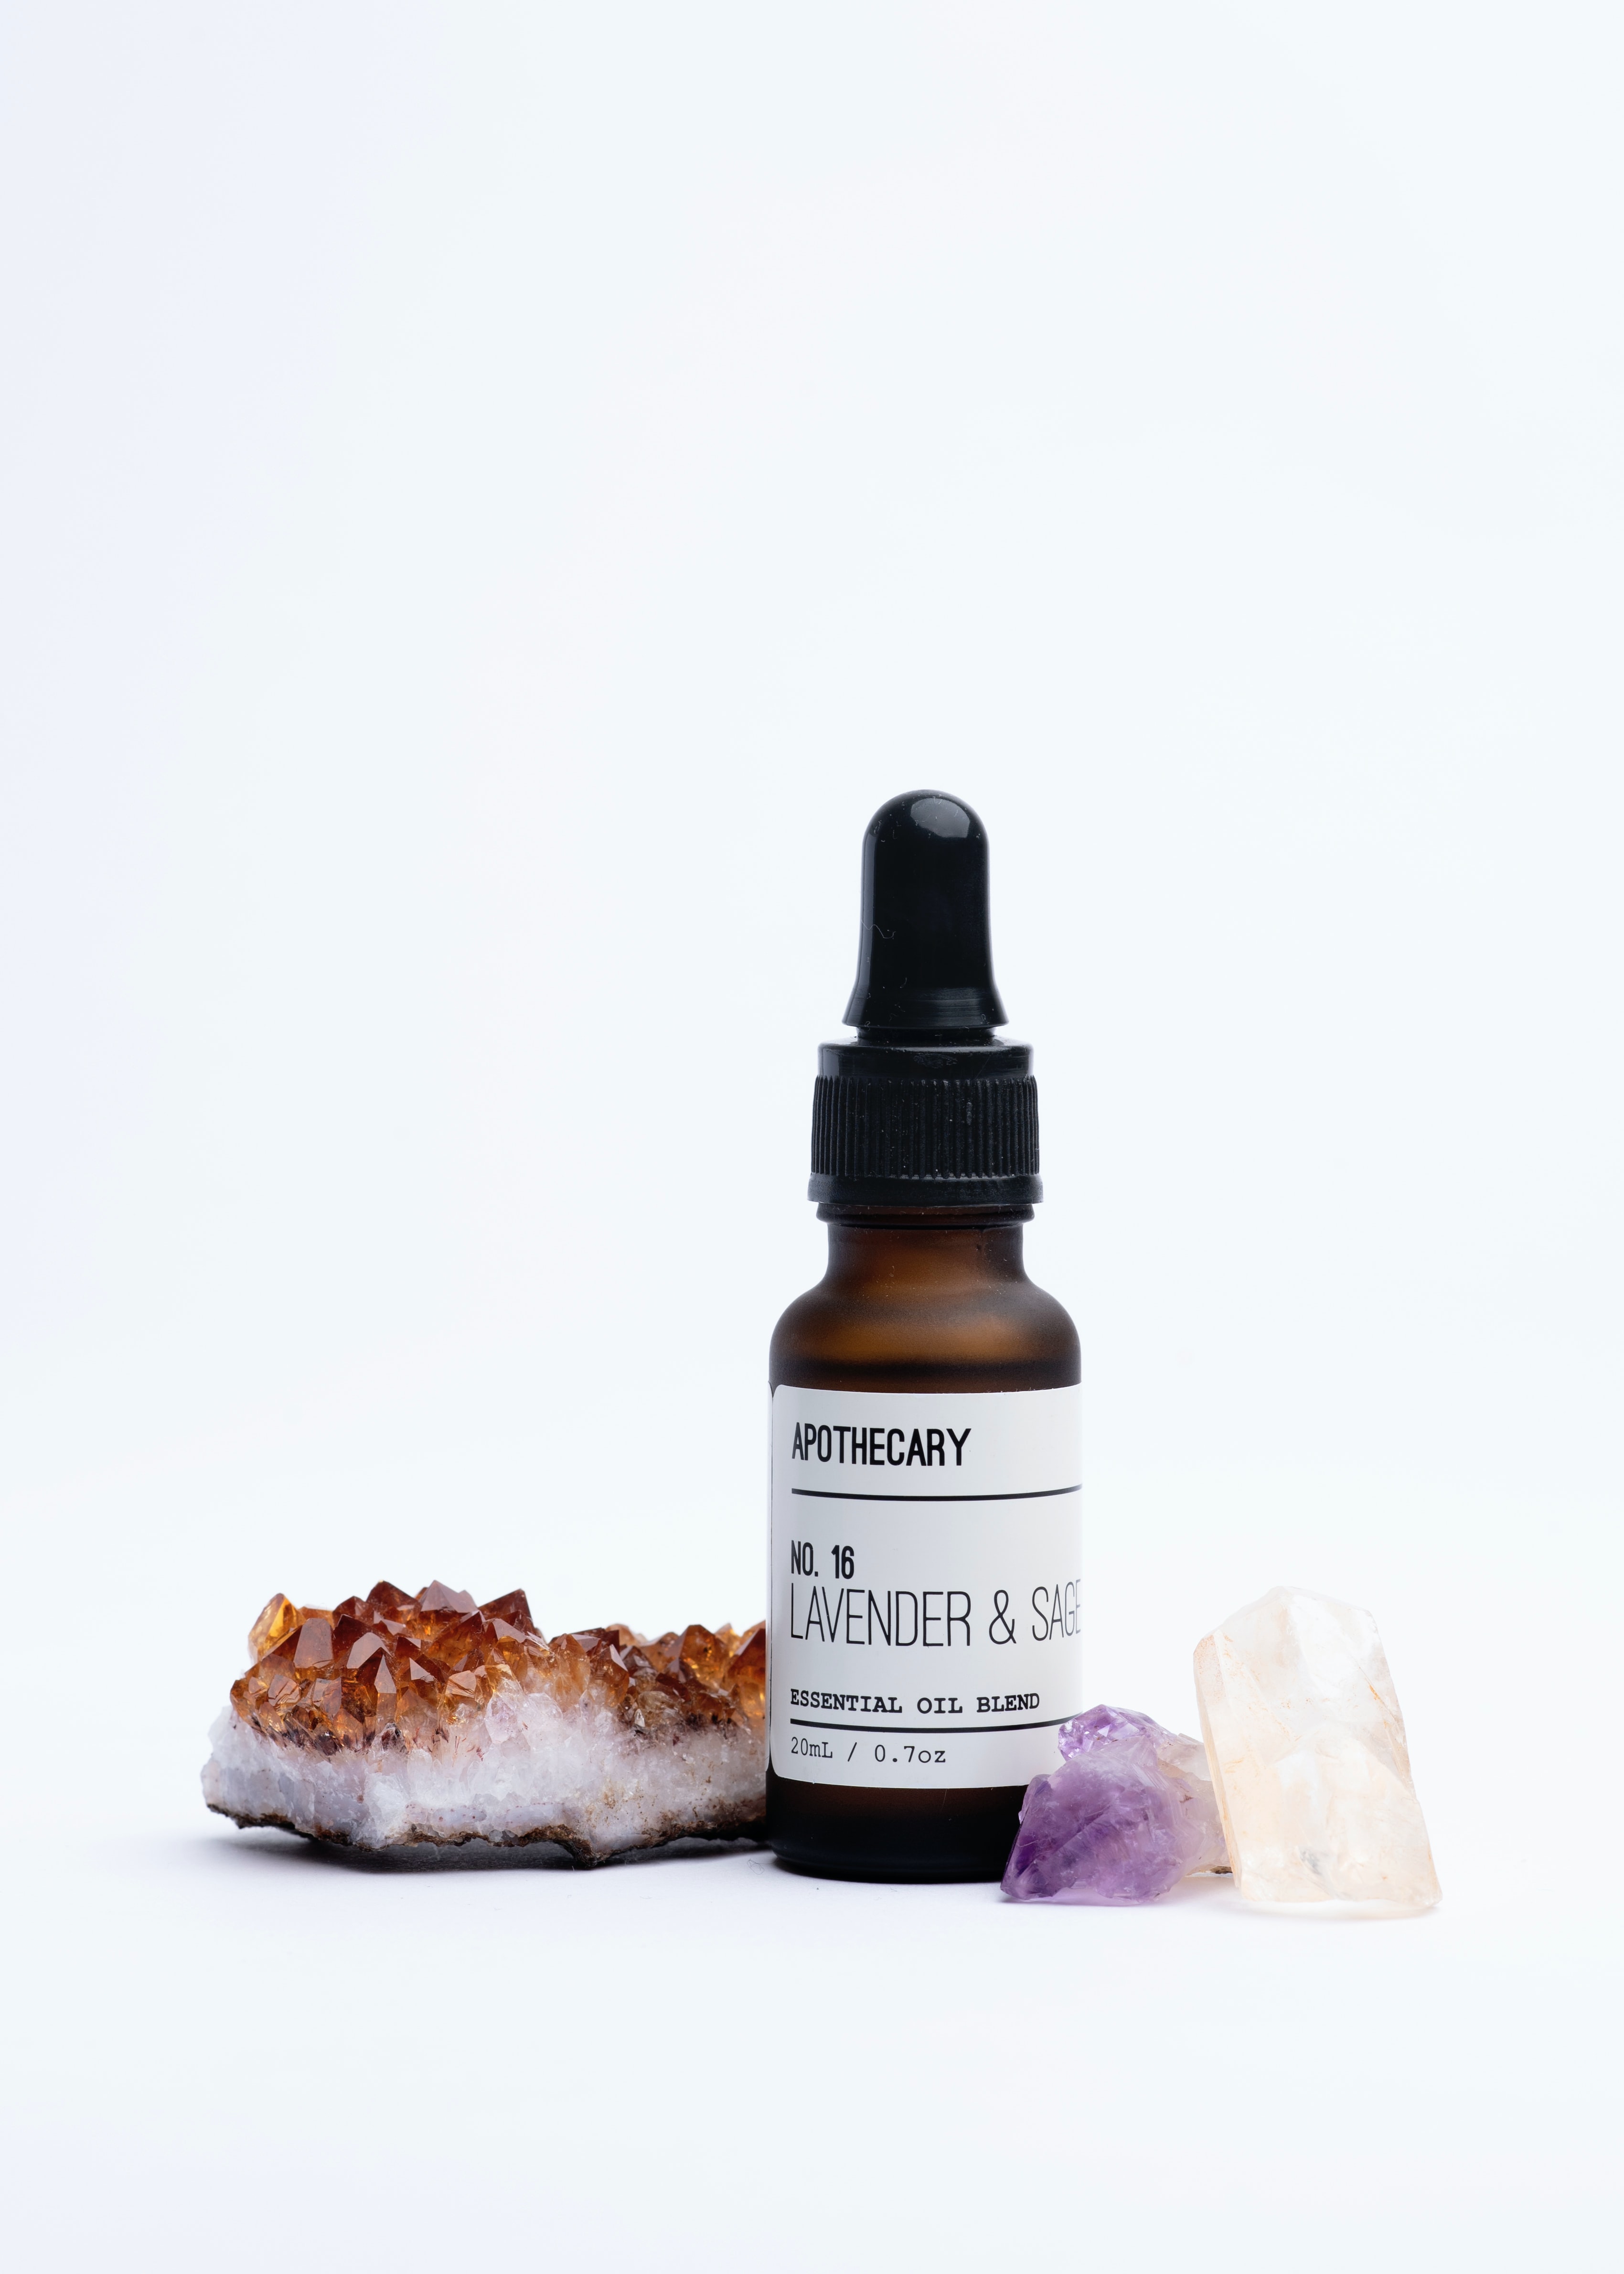 APOTHECARY
NO. 16
LAVENDER & SAGE
ESSENTIAL OIL BLEND
20mL / 0.7oz